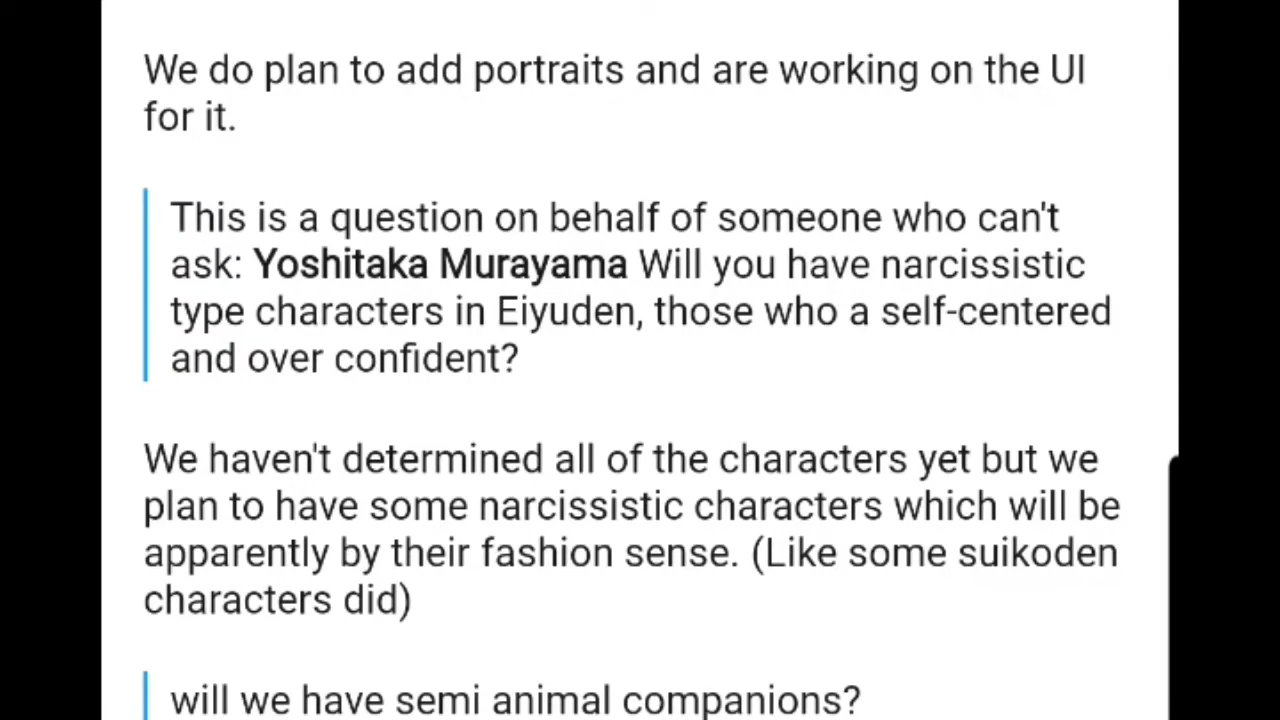 We do plan to add portraits and are working on the UI
for it.
This is a question on behalf of someone who can't
ask: Yoshitaka Murayama Will you have narcissistic
type characters in Eiyuden, those who a self-centered
and over confident?
We haven't determined all of the characters yet but we
plan to have some narcissistic characters which will be
apparently by their fashion sense. (Like some suikoden
characters did)
will we have semi animal companions?